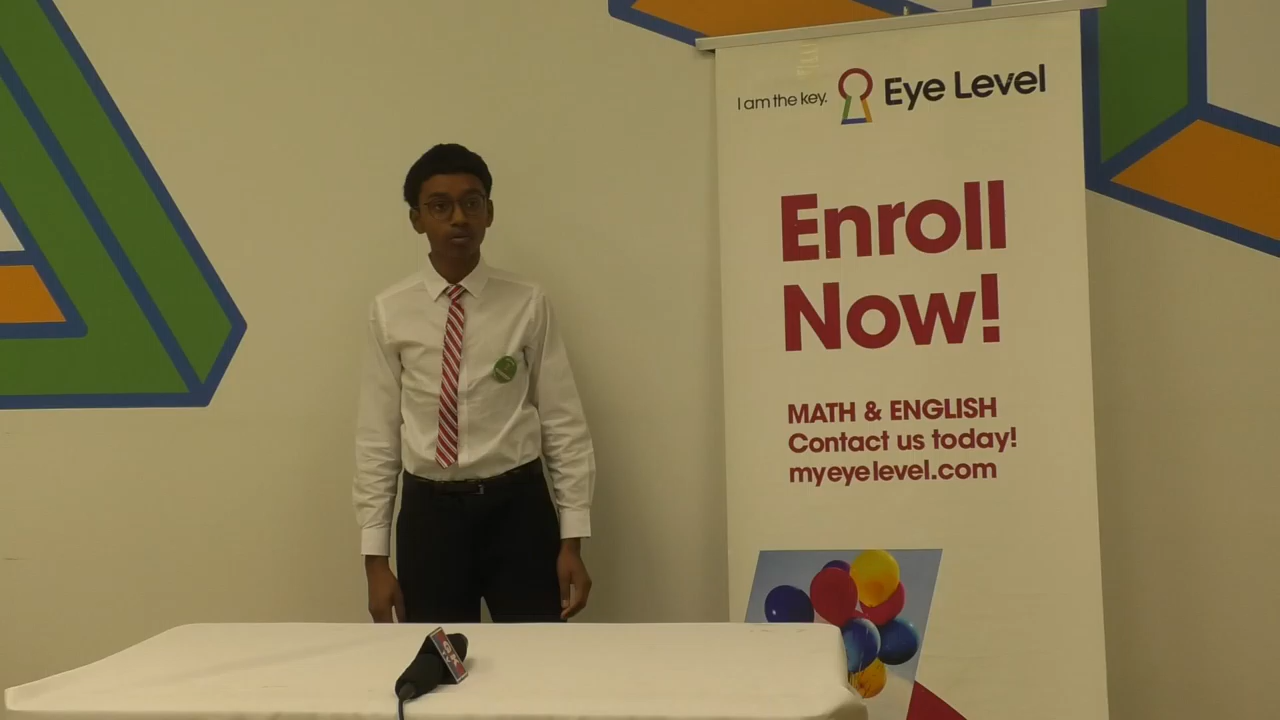 I am the key.
Eye Level
Enroll
Now!
MATH & ENGLISH
Contact us today!
myeyelevel.com